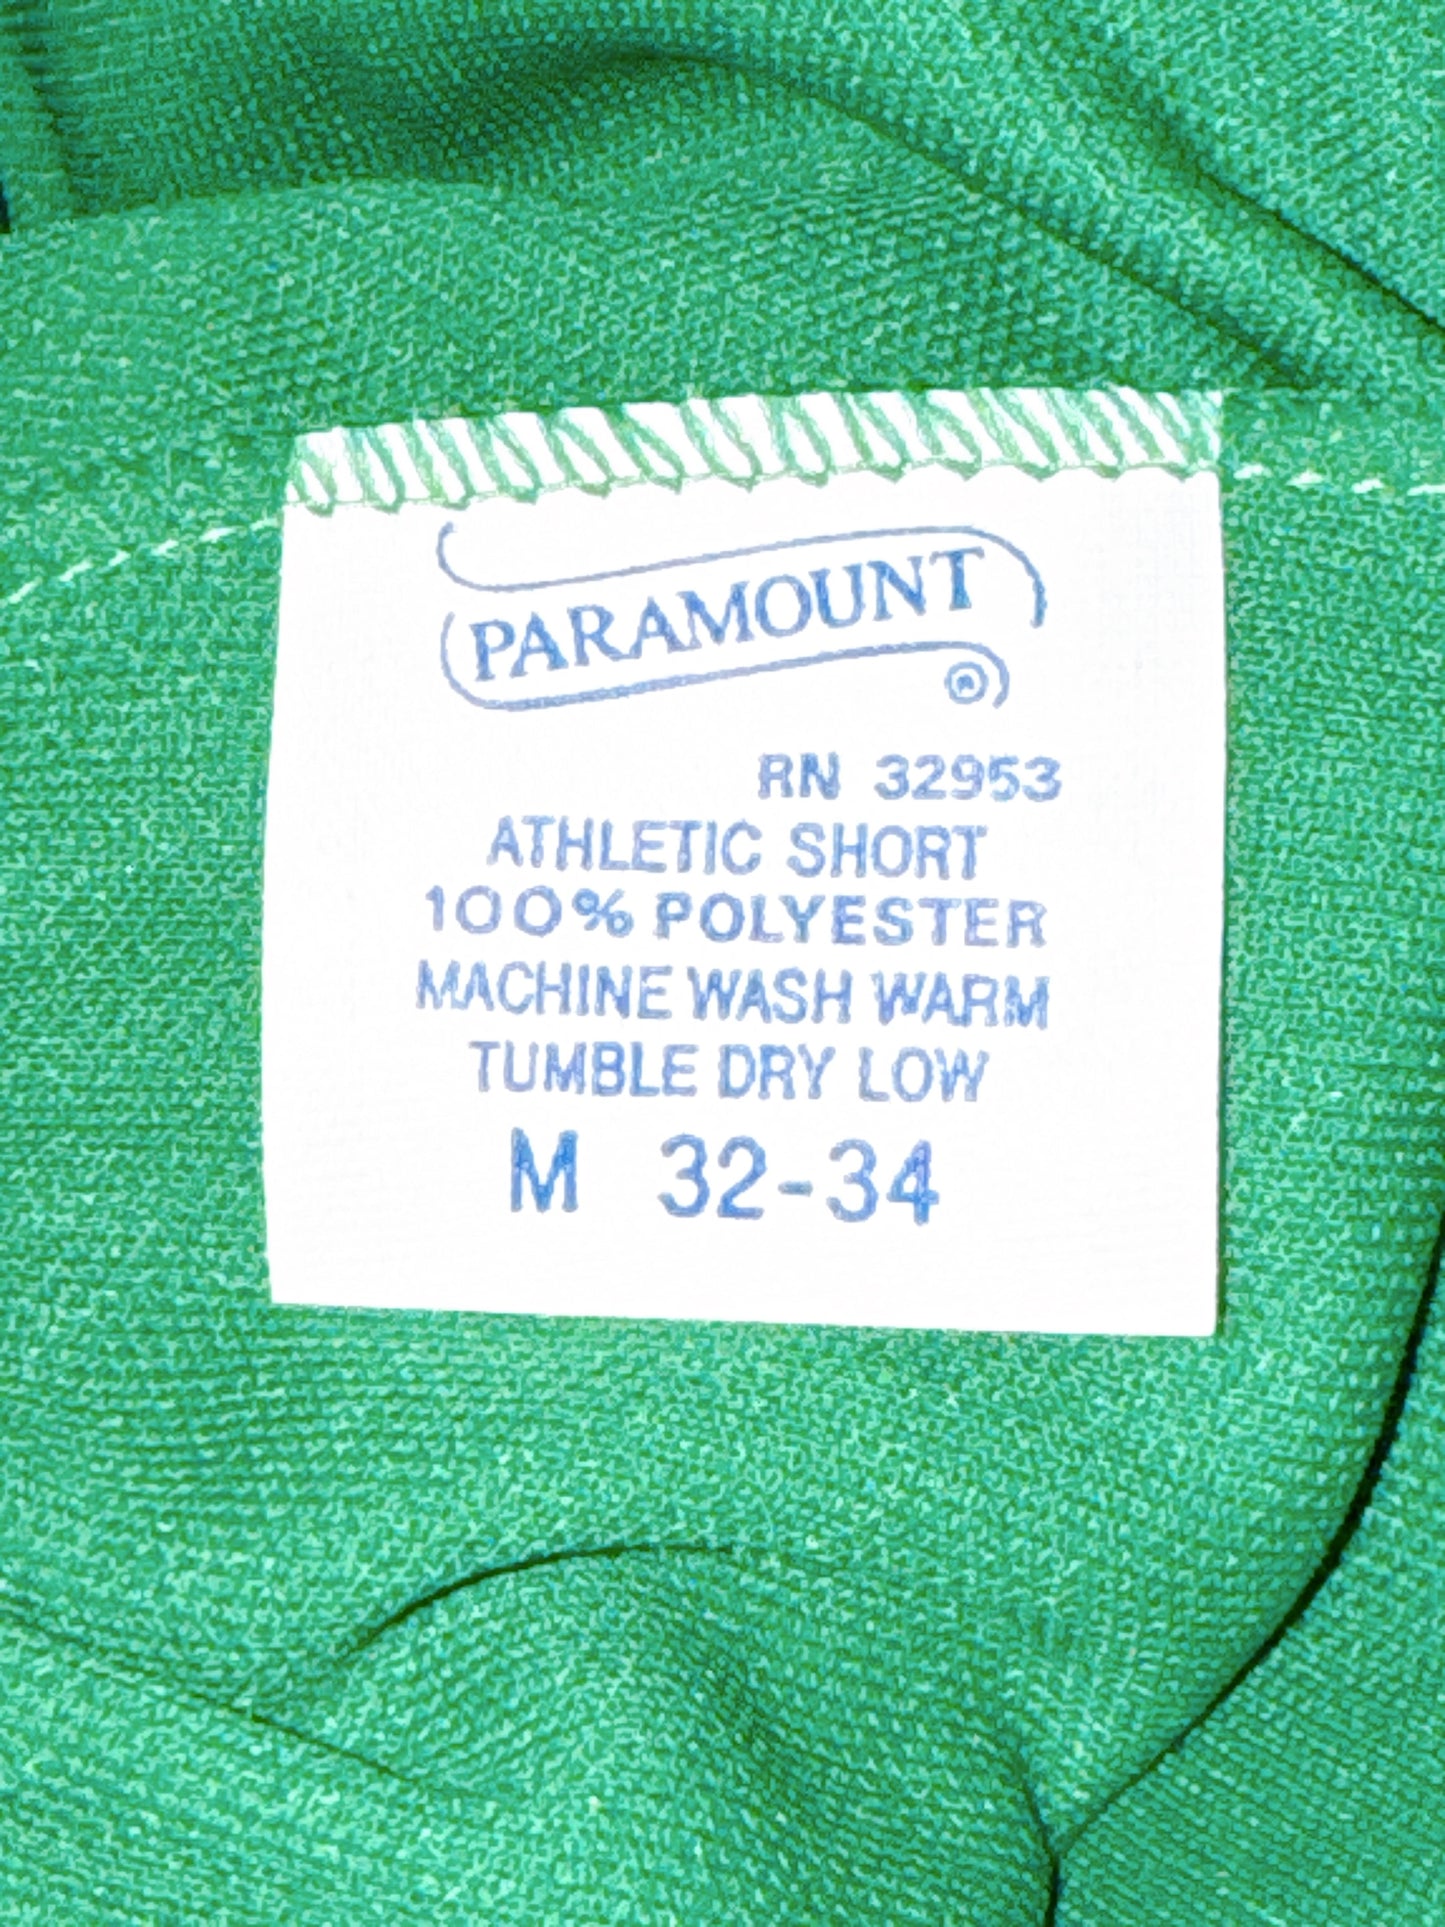 PARAMOUNT
®
RN 32953
ATHLETIC SHORT
100% POLYESTER
MACHINE WASH WARM
TUMBLE DRY LOW
M 32-34